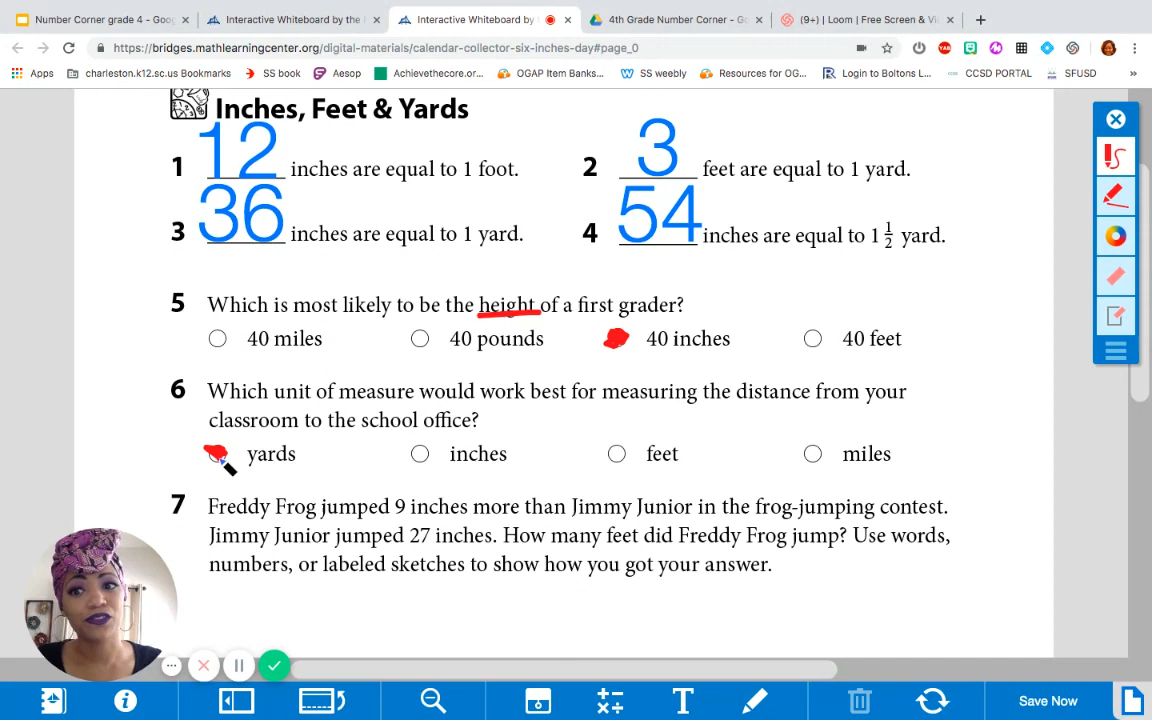 Number Corner grade 4 - Goo
Interactive Whiteboard by the
Interactive Whiteboard by
4th Grade Number Corner - Go
(9+) | Loom | Free Screen & Vi
https://bridges.mathlearningcenter.org/digital-materials/calendar-collector-six-inches-day#page_0
YAB
Apps
charleston.k12.sc.us Bookmarks
SS book
Aesop
Achievethecore.or...
OGAP Item Banks...
SS weebly
Resources for OG...
Login to Boltons L...
CCSD PORTAL
SFUSD
»
Inches, Feet & Yards
1 12 inches are equal to 1 foot.
2 3 feet are equal to 1 yard.
3 36 inches are equal to 1 yard.
4 54 inches are equal to 1 1/2 yard.
5 Which is most likely to be the height of a first grader?
40 miles 40 pounds 40 inches 40 feet
6 Which unit of measure would work best for measuring the distance from your
classroom to the school office?
yards inches feet miles
7 Freddy Frog jumped 9 inches more than Jimmy Junior in the frog-jumping contest.
Jimmy Junior jumped 27 inches. How many feet did Freddy Frog jump? Use words,
numbers, or labeled sketches to show how you got your answer.
T
Save Now